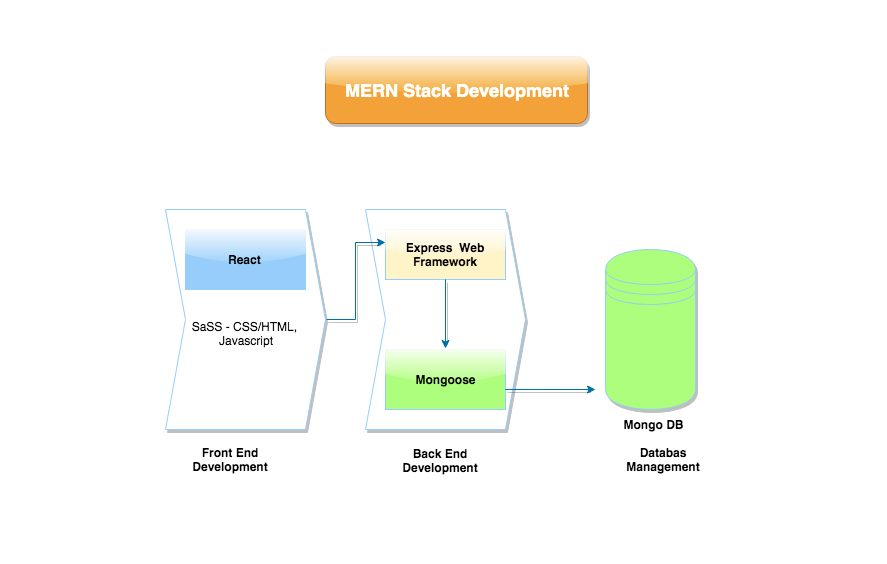 MERN Stack Development
React
SaSS - CSS/HTML,
Javascript
Front End
Development
Express Web
Framework
Mongoose
Back End
Development
Mongo DB
Databas
Management